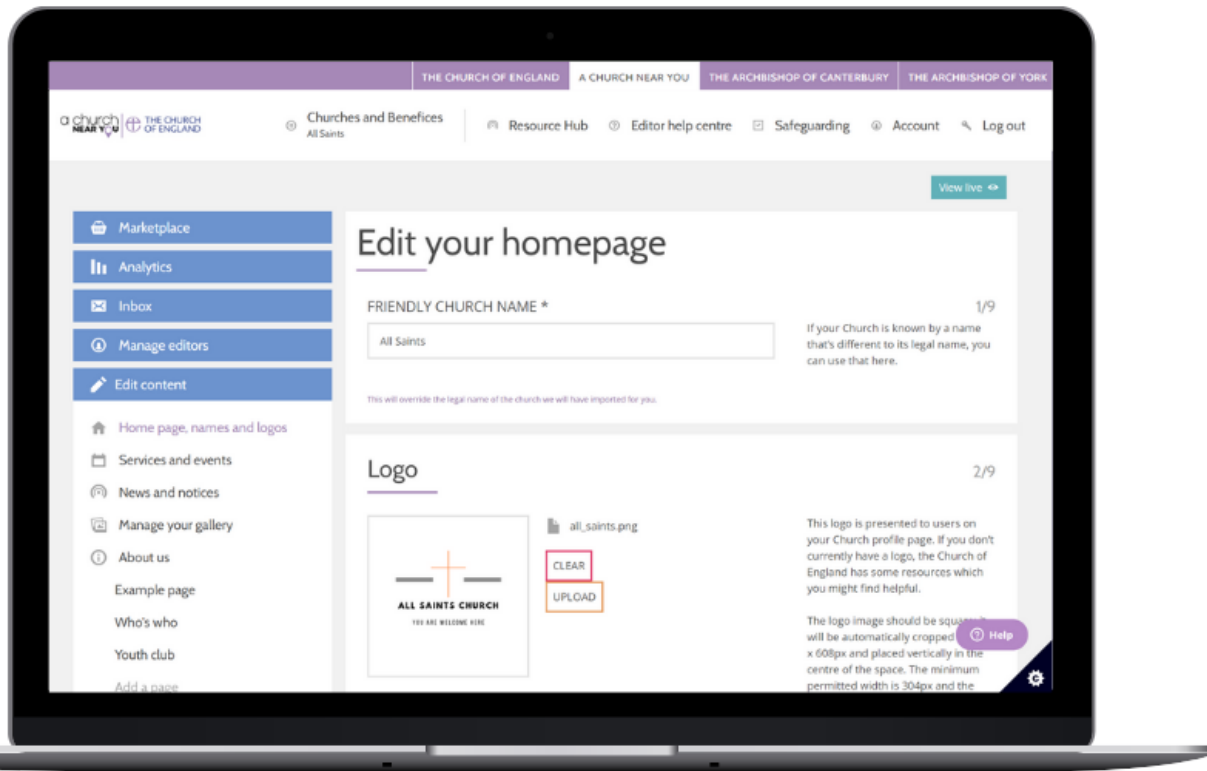 THE CHURCH OF ENGLAND A CHURCH NEAR YOU THE ARCHBISHOP OF CANTERBURY THE ARCHBISHOP OF YORK
a church
NEAR YOU
THE CHURCH
OF ENGLAND
Churches and Benefices
All Saints
Resource Hub Editor help centre Safeguarding Account Log out
View live
Marketplace
Analytics
Inbox
Manage editors
Edit content
Home page, names and logos
Services and events
News and notices
Manage your gallery
About us
Example page
Who's who
Youth club
Add a page
Edit your homepage
FRIENDLY CHURCH NAME *
All Saints
This will override the legal name of the church we will have imported for you.
1/9
If your Church is known by a name
that's different to its legal name, you
can use that here.
Logo
2/9
ALL SAINTS CHURCH
YOU ARE WELCOME HERE
all_saints.png
CLEAR
UPLOAD
This logo is presented to users on
your Church profile page. If you don't
currently have a logo, the Church of
England has some resources which
you might find helpful.
The logo image should be
will be automatically cropped
x 608px and placed vertically in the
centre of the space. The minimum
permitted width is 304px and the
Help